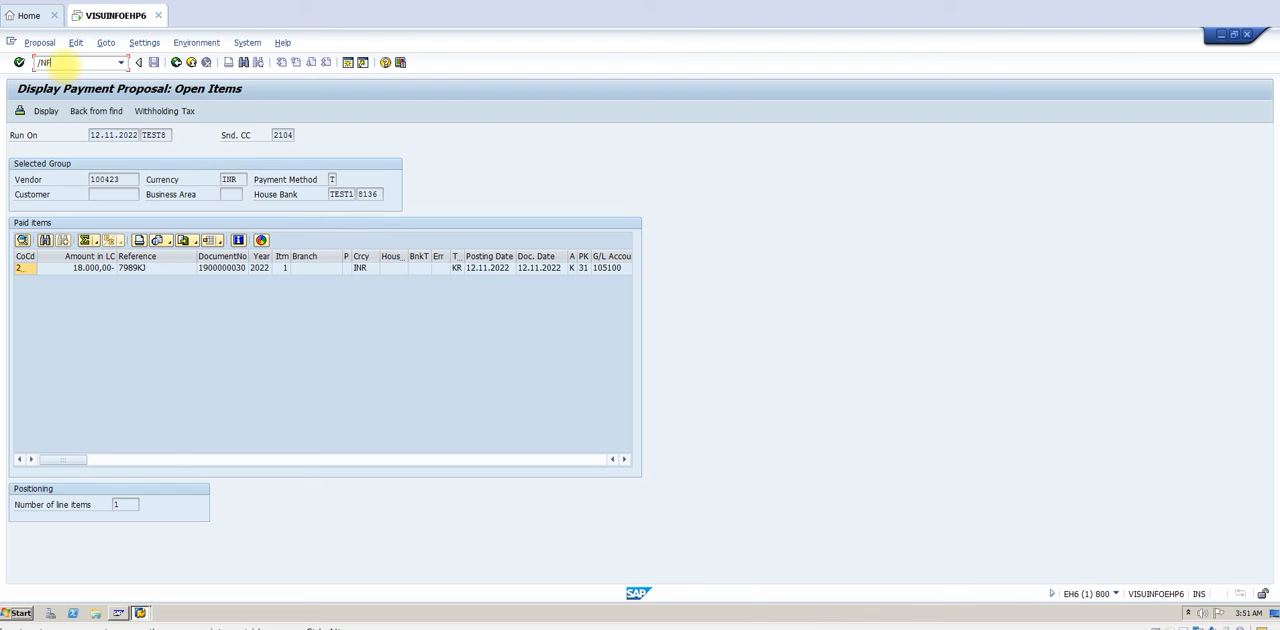 Home VISUINFOEHP6
Proposal Edit Goto Settings Environment System Help
/NF
Display Payment Proposal: Open Items
Display Back from find Withholding Tax
Run On 12.11.2022 TEST8 Snd. CC 2104
Selected Group
Vendor 100423 Currency INR Payment Method T
Customer Business Area House Bank TEST1 8136
Paid items
CoCd Amount in LC Reference DocumentNo Year Itm Branch P Crcy Hous_ BnkT Err T_ Posting Date Doc. Date A PK G/L Accou
2_ 18.000,00- 7989KJ 1900000030 2022 1 INR KR 12.11.2022 12.11.2022 K 31 105100
Positioning
Number of line items 1
SAP EH6 (1) 800 VISUINFOEHP6 INS
Start 3:51 AM